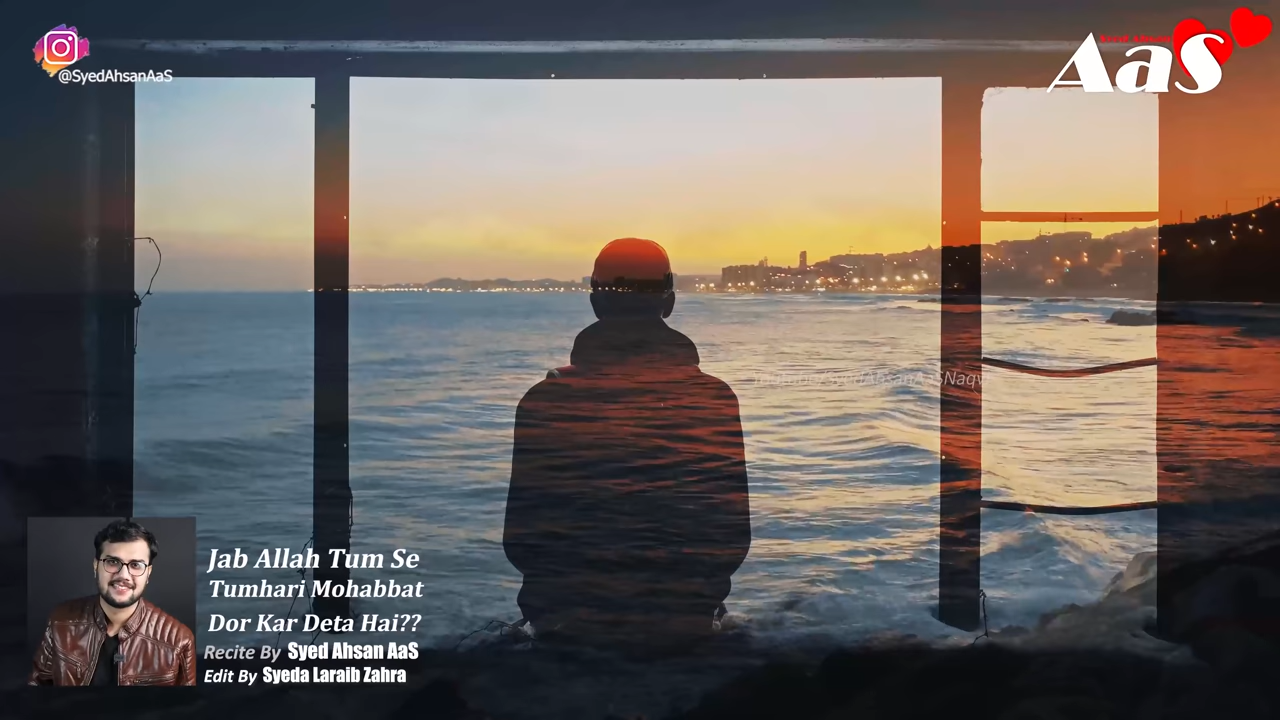 @SyedAhsanAaS
AaS
Jab Allah Tum Se
Tumhari Mohabbat
Dor Kar Deta Hai??
Recite By Syed Ahsan AaS
Edit By Syeda Laraib Zahra